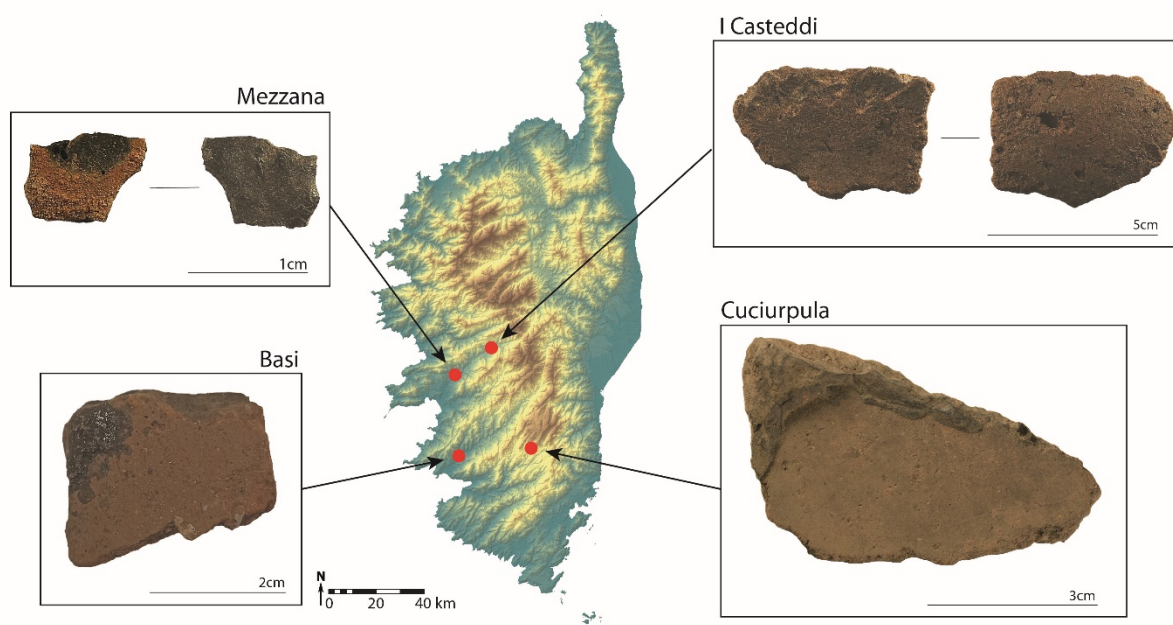 Mezzana
1cm
I Casteddi
5cm
Basi
2cm
Cuciurpula
3cm
N
0 20 40 km